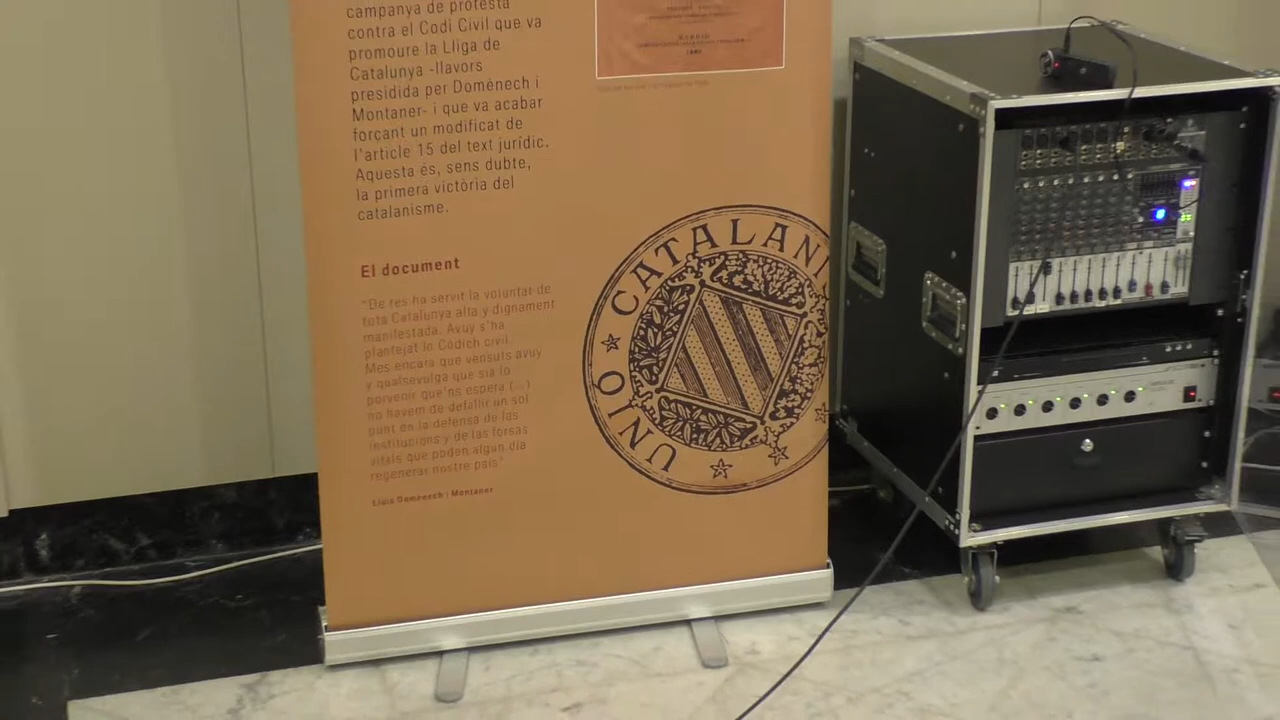 campanya de protesta
contra el Codi Civil que va
promoure la Lliga de
Catalunya -llavors
presidida per Domènech i
Montaner- i que va acabar
forçant un modificat de
l'article 15 del text jurídic.
Aquesta és, sens dubte,
la primera victòria del
catalanisme.
El document
"De res ha servit la voluntat de
tota Catalunya alta y dignament
manifestada. Avuy s'ha
plantejat lo Códich civil.
Mes encara que vensuts avuy
y qualsevulga que sia lo
porvenir que'ns espera (...)
no havem de defallir un sol
punt en la defensa de las
institucions y de las forsas
vitals que poden algun dia
regenerar nostre país"
Lluís Domènech i Montaner
MADRID
UNIÓ CATALANI